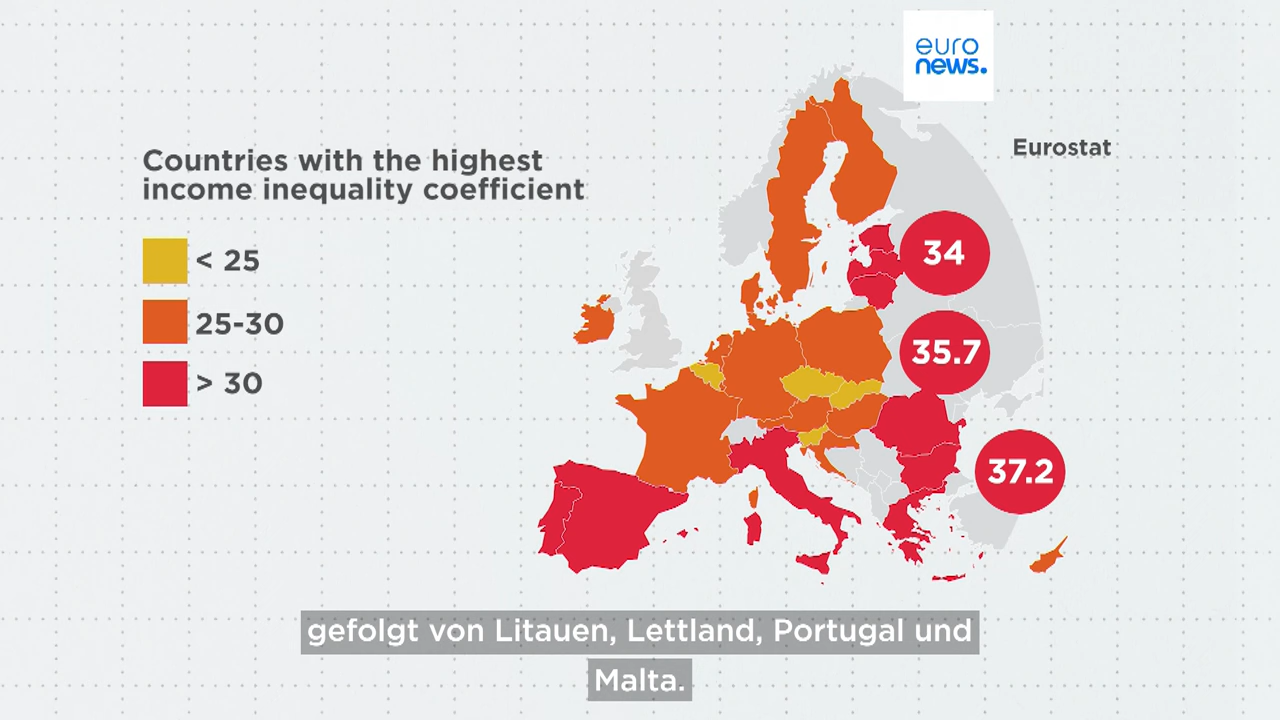 euro
news.
Eurostat
Countries with the highest
income inequality coefficient
< 25
25-30
> 30
34
35.7
37.2
gefolgt von Litauen, Lettland, Portugal und
Malta.